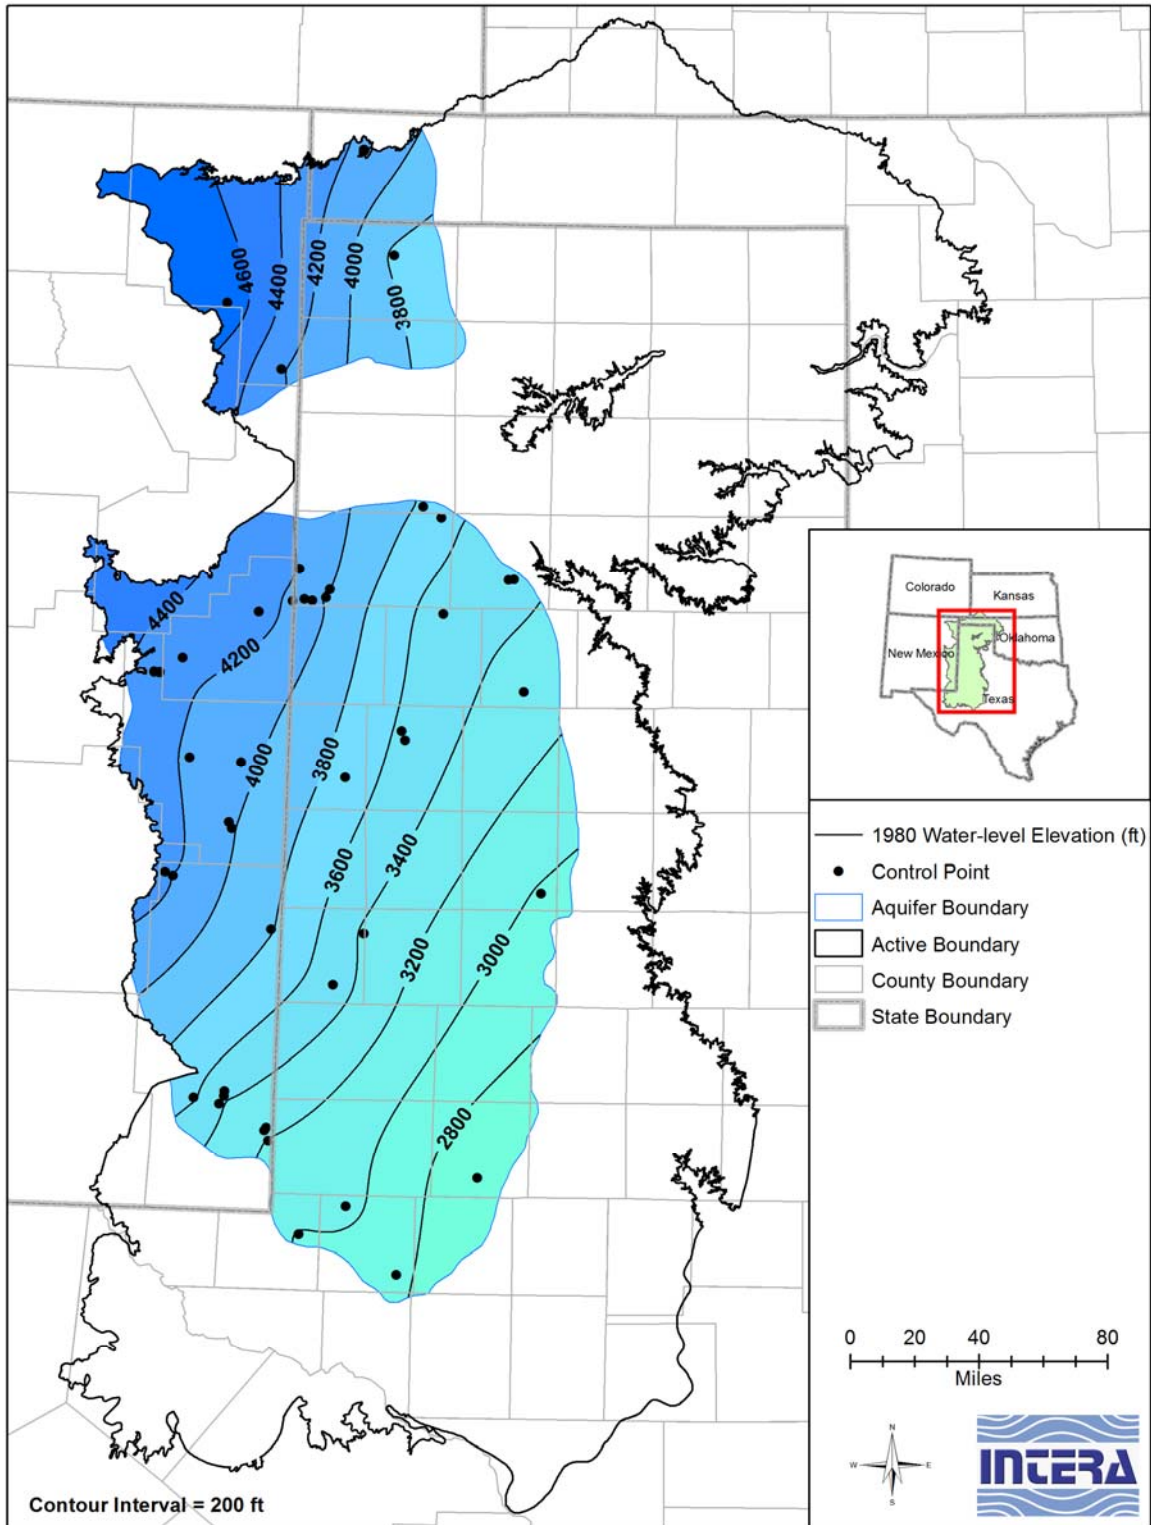 4600
4400
4200
4000
3800
4400
4200
4000
3800
3600
3400
3200
3000
2800
Colorado
Kansas
New Mexico
Oklahoma
Texas
1980 Water-level Elevation (ft)
Control Point
Aquifer Boundary
Active Boundary
County Boundary
State Boundary
0 20 40 80
Miles
N
W E
S
INTERA
Contour Interval = 200 ft